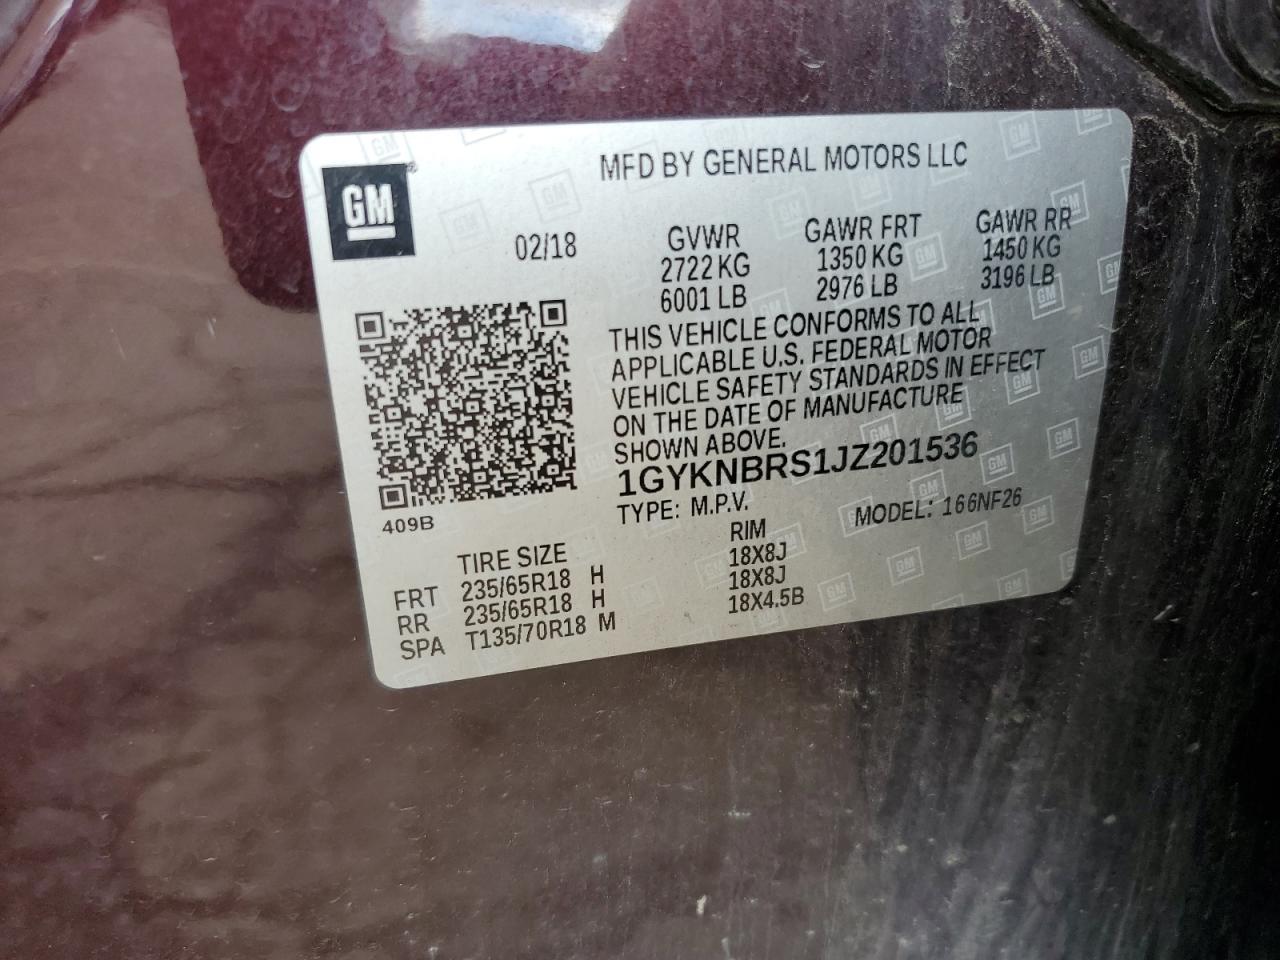 GM
MFD BY GENERAL MOTORS LLC
02/18
GVWR GAWR FRT GAWR RR
2722 KG 1350 KG 1450 KG
6001 LB 2976 LB 3196 LB
THIS VEHICLE CONFORMS TO ALL
APPLICABLE U.S. FEDERAL MOTOR
VEHICLE SAFETY STANDARDS IN EFFECT
ON THE DATE OF MANUFACTURE
SHOWN ABOVE.
1GYKNBRS1JZ201536
TYPE: M.P.V. MODEL: 166NF26
409B
TIRE SIZE RIM
FRT 235/65R18 H 18X8J
RR 235/65R18 H 18X8J
SPA T135/70R18 M 18X4.5B